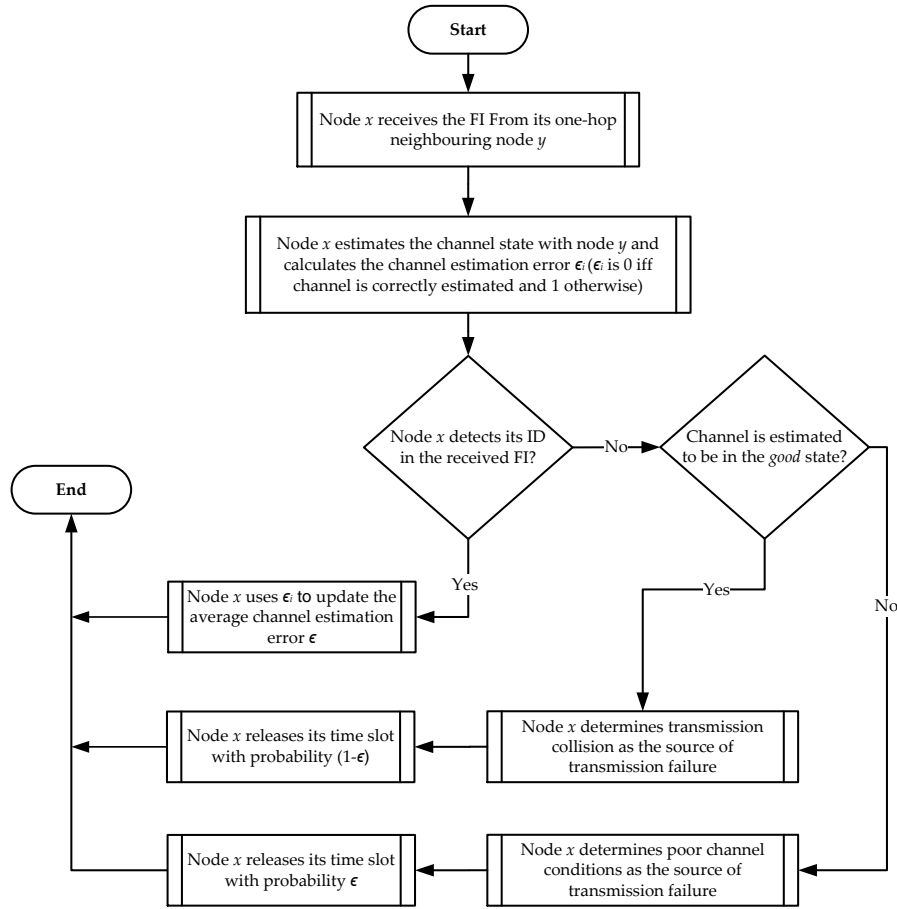 Start
Node x receives the FI From its one-hop
neighbouring node y
Node x estimates the channel state with node y and
calculates the channel estimation error ϵᵢ (ϵᵢ is 0 iff
channel is correctly estimated and 1 otherwise)
Node x detects its ID
in the received FI?
No
Channel is estimated
to be in the good state?
End
Yes
Yes
No
Node x uses ϵᵢ to update the
average channel estimation
error ϵ
Node x releases its time slot
with probability (1-ϵ)
Node x determines transmission
collision as the source of
transmission failure
Node x releases its time slot
with probability ϵ
Node x determines poor channel
conditions as the source of
transmission failure